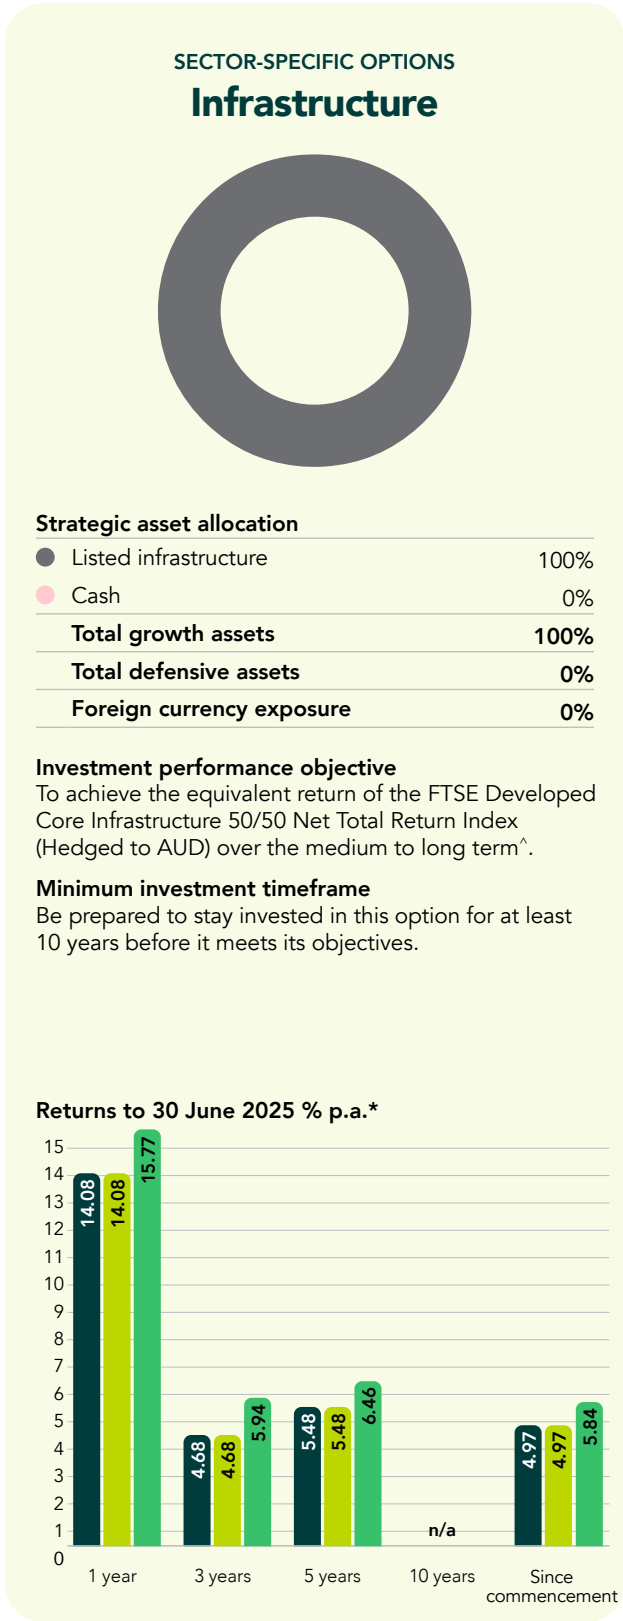 SECTOR-SPECIFIC OPTIONS
Infrastructure
Strategic asset allocation
Listed infrastructure 100%
Cash 0%
Total growth assets 100%
Total defensive assets 0%
Foreign currency exposure 0%
Investment performance objective
To achieve the equivalent return of the FTSE Developed
Core Infrastructure 50/50 Net Total Return Index
(Hedged to AUD) over the medium to long term^.
Minimum investment timeframe
Be prepared to stay invested in this option for at least
10 years before it meets its objectives.
Returns to 30 June 2025 % p.a.*
15
14
13
12
11
10
9
8
7
6
5
4
3
2
1
0
14.08
14.08
15.77
4.68
4.68
5.94
5.48
5.48
6.46
n/a
4.97
4.97
5.84
1 year
3 years
5 years
10 years
Since
commencement